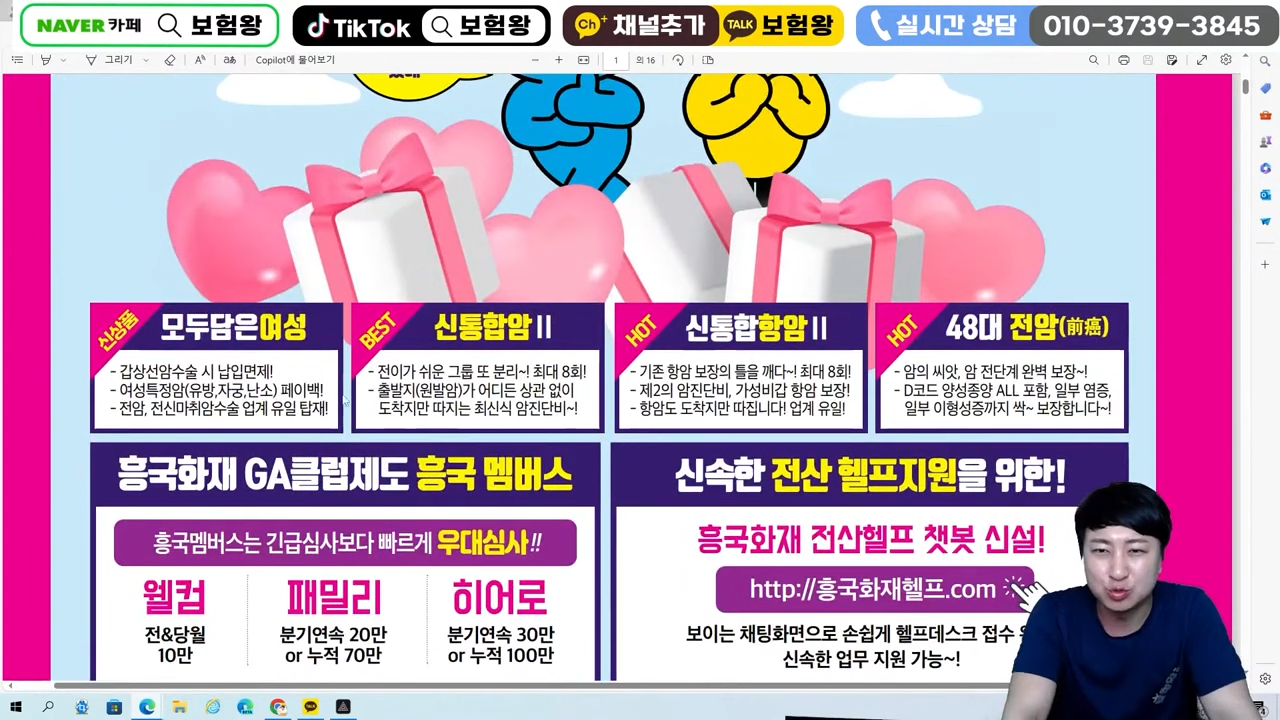 NAVER 카페 보험왕
TikTok 보험왕
Ch+ 채널추가 TALK 보험왕
실시간 상담 010-3739-3845
그리기 Copilot에 물어보기 1 의 16
신상품 모두담은여성
- 갑상선암수술 시 납입면제!
- 여성특정암(유방,자궁,난소) 페이백!
- 전암, 전신마취암수술 업계 유일 탑재!
BEST 신통합암Ⅱ
- 전이가 쉬운 그룹 또 분리~! 최대 8회!
- 출발지(원발암)가 어디든 상관 없이
도착지만 따지는 최신식 암진단비~!
HOT 신통합항암Ⅱ
- 기존 항암 보장의 틀을 깨다~! 최대 8회!
- 제2의 암진단비, 가성비갑 항암 보장!
- 항암도 도착지만 따집니다! 업계 유일!
HOT 48대 전암(前癌)
- 암의 씨앗, 암 전단계 완벽 보장~!
- D코드 양성종양 ALL 포함, 일부 염증,
일부 이형성증까지 싹~ 보장합니다~!
흥국화재 GA클럽제도 흥국 멤버스
흥국멤버스는 긴급심사보다 빠르게 우대심사!!
웰컴
전&당월
10만
패밀리
분기연속 20만
or 누적 70만
히어로
분기연속 30만
or 누적 100만
신속한 전산 헬프지원을 위한!
흥국화재 전산헬프 챗봇 신설!
http://흥국화재헬프.com
보이는 채팅화면으로 손쉽게 헬프데스크 접수
신속한 업무 지원 가능~!